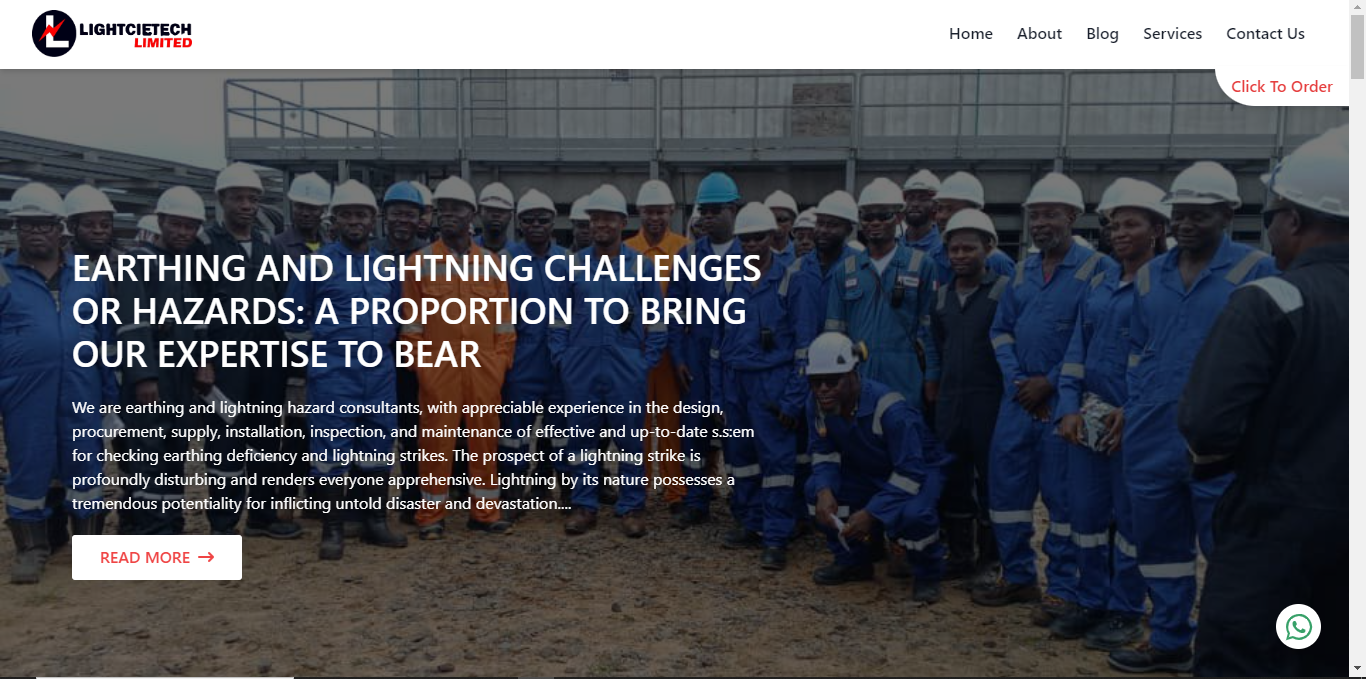 LIGHTCIETECH
LIMITED
Home About Blog Services Contact Us
Click To Order
EARTHING AND LIGHTNING CHALLENGES
OR HAZARDS: A PROPORTION TO BRING
OUR EXPERTISE TO BEAR
We are earthing and lightning hazard consultants, with appreciable experience in the design,
procurement, supply, installation, inspection, and maintenance of effective and up-to-date s.s:em
for checking earthing deficiency and lightning strikes. The prospect of a lightning strike is
profoundly disturbing and renders everyone apprehensive. Lightning by its nature possesses a
tremendous potentiality for inflicting untold disaster and devastation....
READ MORE →